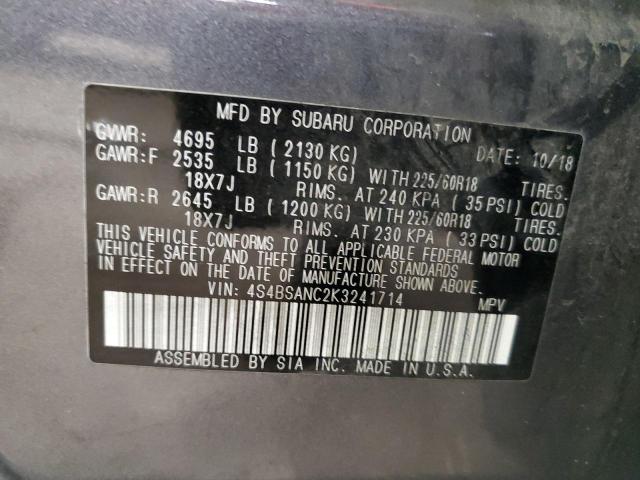 MFD BY SUBARU CORPORATION
GVWR: 4695 LB (2130 KG) DATE: 10/18
GAWR:F 2535 LB (1150 KG) WITH 225/60R18 TIRES.
18X7J RIMS. AT 240 KPA (35 PSI) COLD
GAWR:R 2645 LB (1200 KG) WITH 225/60R18 TIRES.
18X7J RIMS. AT 230 KPA (33 PSI) COLD
THIS VEHICLE CONFORMS TO ALL APPLICABLE FEDERAL MOTOR
VEHICLE SAFETY AND THEFT PREVENTION STANDARDS
IN EFFECT ON THE DATE OF MANUFACTURE SHOWN ABOVE.
VIN: 4S4BSANC2K3241714 MPV
ASSEMBLED BY SIA INC. MADE IN U.S.A.